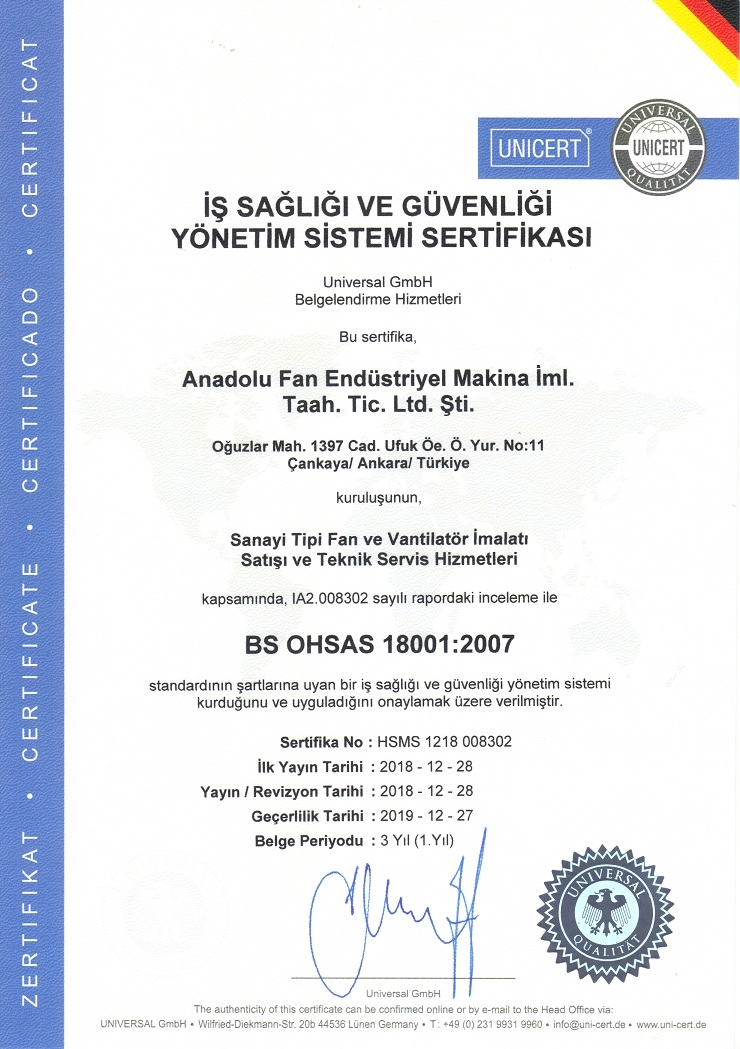 ZERTIFIKAT • CERTIFICATE • CERTIFICADO • CERTIFICAT
UNICERT®
UNIVERSAL
UNICERT
QUALITÄT
İŞ SAĞLIĞI VE GÜVENLİĞİ
YÖNETİM SİSTEMİ SERTİFİKASI
Universal GmbH
Belgelendirme Hizmetleri
Bu sertifika,
Anadolu Fan Endüstriyel Makina İml.
Taah. Tic. Ltd. Şti.
Oğuzlar Mah. 1397 Cad. Ufuk Öe. Ö. Yur. No:11
Çankaya/ Ankara/ Türkiye
kuruluşunun,
Sanayi Tipi Fan ve Vantilatör İmalatı
Satışı ve Teknik Servis Hizmetleri
kapsamında, IA2.008302 sayılı rapordaki inceleme ile
BS OHSAS 18001:2007
standardının şartlarına uyan bir iş sağlığı ve güvenliği yönetim sistemi
kurduğunu ve uyguladığını onaylamak üzere verilmiştir.
Sertifika No : HSMS 1218 008302
İlk Yayın Tarihi : 2018 - 12 - 28
Yayın / Revizyon Tarihi : 2018 - 12 - 28
Geçerlilik Tarihi : 2019 - 12 - 27
Belge Periyodu : 3 Yıl (1.Yıl)
UNIVERSAL
QUALITÄT
Universal GmbH
The authenticity of this certificate can be confirmed online or by e-mail to the Head Office via:
UNIVERSAL GmbH • Wilfried-Diekmann-Str. 20b 44536 Lünen Germany • T : +49 (0) 231 9931 9960 • info@uni-cert.de • www.uni-cert.de